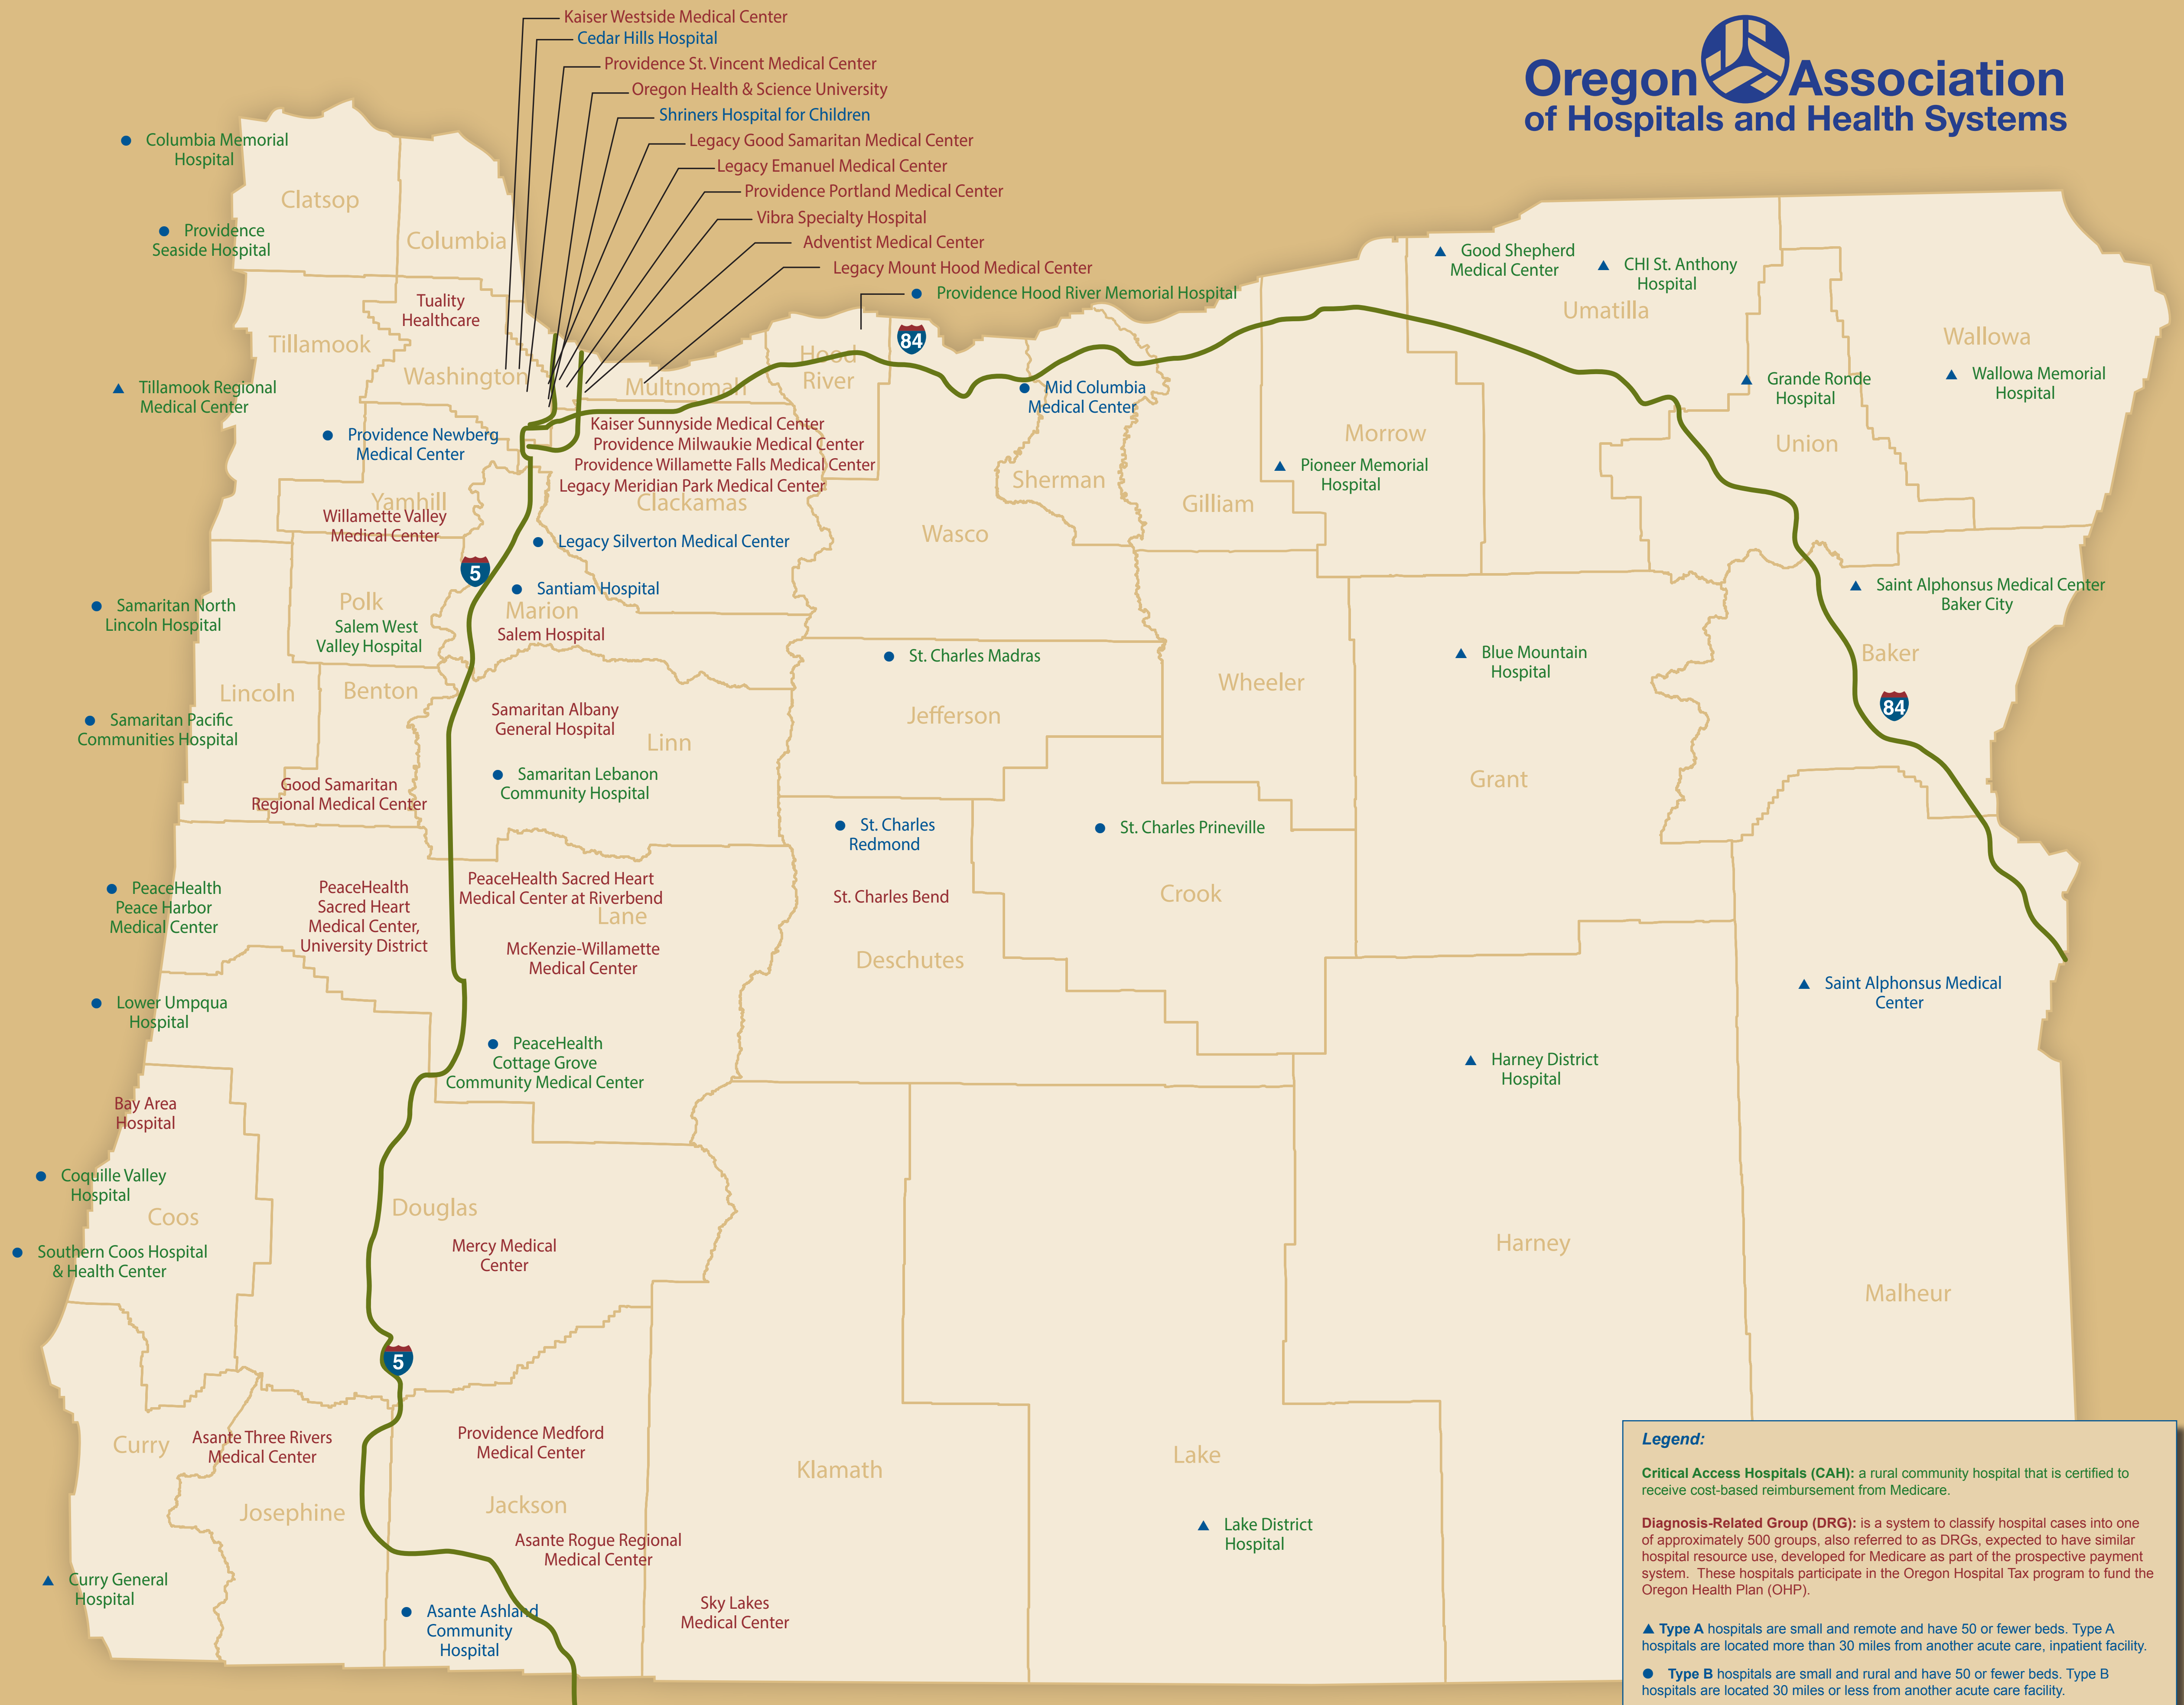 Oregon Association
of Hospitals and Health Systems
Kaiser Westside Medical Center
Cedar Hills Hospital
Providence St. Vincent Medical Center
Oregon Health & Science University
Shriners Hospital for Children
Legacy Good Samaritan Medical Center
Legacy Emanuel Medical Center
Providence Portland Medical Center
Vibra Specialty Hospital
Adventist Medical Center
Legacy Mount Hood Medical Center
Providence Hood River Memorial Hospital
Columbia Memorial
Hospital
Clatsop
Providence
Seaside Hospital
Columbia
Tuality
Healthcare
Tillamook
Washington
Multnomah
Hood
River
84
Tillamook Regional
Medical Center
Mid Columbia
Medical Center
Good Shepherd
Medical Center
CHI St. Anthony
Hospital
Umatilla
Wallowa
Grande Ronde
Hospital
Wallowa Memorial
Hospital
Union
Morrow
Pioneer Memorial
Hospital
Gilliam
Sherman
Wasco
Providence Newberg
Medical Center
Kaiser Sunnyside Medical Center
Providence Milwaukie Medical Center
Providence Willamette Falls Medical Center
Legacy Meridian Park Medical Center
Clackamas
Yamhill
Willamette Valley
Medical Center
Legacy Silverton Medical Center
5
Santiam Hospital
Marion
Salem Hospital
Polk
Salem West
Valley Hospital
Samaritan North
Lincoln Hospital
Lincoln
Benton
Samaritan Pacific
Communities Hospital
Samaritan Albany
General Hospital
Linn
Samaritan Lebanon
Community Hospital
Good Samaritan
Regional Medical Center
St. Charles Madras
Jefferson
Wheeler
Blue Mountain
Hospital
Grant
Saint Alphonsus Medical Center
Baker City
Baker
84
St. Charles
Redmond
St. Charles Prineville
St. Charles Bend
Crook
Deschutes
PeaceHealth
Peace Harbor
Medical Center
PeaceHealth
Sacred Heart
Medical Center,
University District
PeaceHealth Sacred Heart
Medical Center at Riverbend
Lane
McKenzie-Willamette
Medical Center
Lower Umpqua
Hospital
PeaceHealth
Cottage Grove
Community Medical Center
Saint Alphonsus Medical
Center
Harney District
Hospital
Bay Area
Hospital
Coquille Valley
Hospital
Coos
Southern Coos Hospital
& Health Center
Douglas
Mercy Medical
Center
Harney
Malheur
5
Curry
Asante Three Rivers
Medical Center
Josephine
Providence Medford
Medical Center
Jackson
Asante Rogue Regional
Medical Center
Klamath
Lake
Lake District
Hospital
Curry General
Hospital
Asante Ashland
Community
Hospital
Sky Lakes
Medical Center
Legend:
Critical Access Hospitals (CAH): a rural community hospital that is certified to
receive cost-based reimbursement from Medicare.
Diagnosis-Related Group (DRG): is a system to classify hospital cases into one
of approximately 500 groups, also referred to as DRGs, expected to have similar
hospital resource use, developed for Medicare as part of the prospective payment
system. These hospitals participate in the Oregon Hospital Tax program to fund the
Oregon Health Plan (OHP).
Type A hospitals are small and remote and have 50 or fewer beds. Type A
hospitals are located more than 30 miles from another acute care, inpatient facility.
Type B hospitals are small and rural and have 50 or fewer beds. Type B
hospitals are located 30 miles or less from another acute care facility.